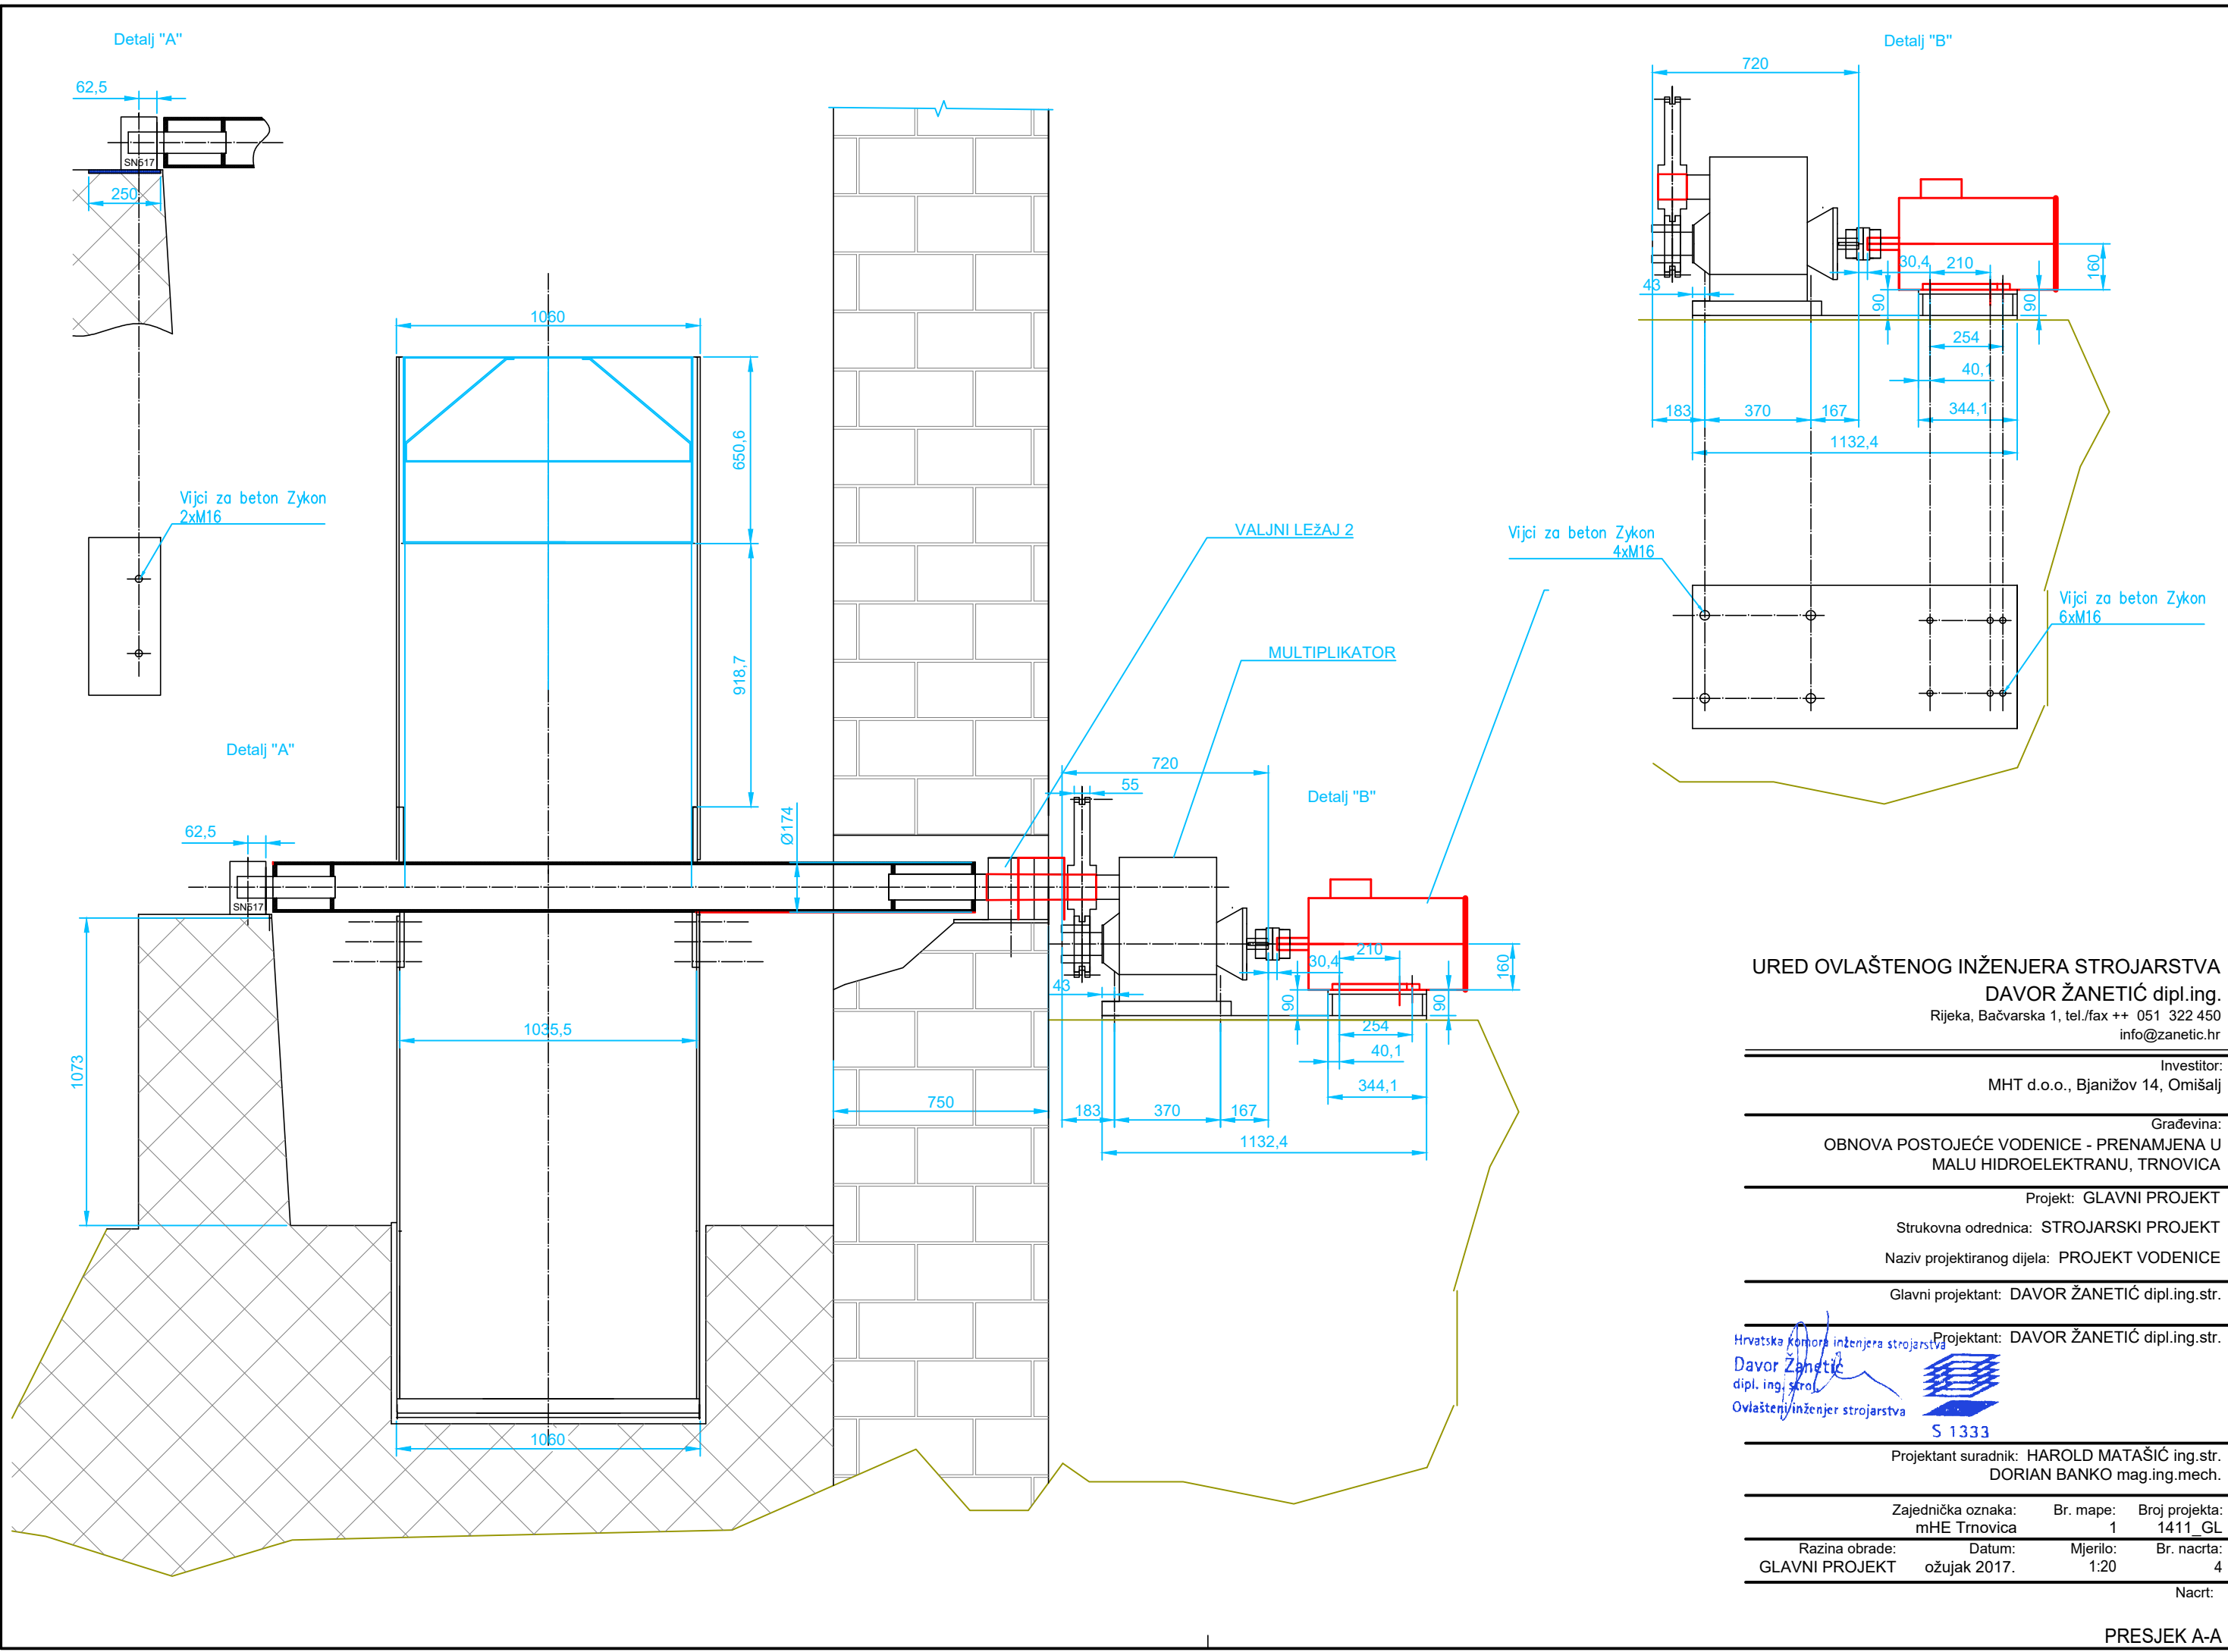 Detalj "A"
62,5
SN517
250
Vijci za beton Zykon
2xM16
Detalj "A"
62,5
SN517
1073
1060
650,6
918,7
Ø174
1035,5
1060
750
VALJNI LEžAJ 2
MULTIPLIKATOR
720
55
Detalj "B"
43
30,4
210
160
90
90
254
40,1
344,1
183
370
167
1132,4
Detalj "B"
720
43
30,4
210
160
90
90
254
40,1
344,1
183
370
167
1132,4
Vijci za beton Zykon
4xM16
Vijci za beton Zykon
6xM16
URED OVLAŠTENOG INŽENJERA STROJARSTVA
DAVOR ŽANETIĆ dipl.ing.
Rijeka, Bačvarska 1, tel./fax ++ 051 322 450
info@zanetic.hr
Investitor:
MHT d.o.o., Bjanižov 14, Omišalj
Građevina:
OBNOVA POSTOJEĆE VODENICE - PRENAMJENA U
MALU HIDROELEKTRANU, TRNOVICA
Projekt: GLAVNI PROJEKT
Strukovna odrednica: STROJARSKI PROJEKT
Naziv projektiranog dijela: PROJEKT VODENICE
Glavni projektant: DAVOR ŽANETIĆ dipl.ing.str.
Projektant: DAVOR ŽANETIĆ dipl.ing.str.
Hrvatska komora inženjera strojarstva
Davor Žanetić
dipl. ing. stroj.
Ovlašteni inženjer strojarstva
S 1333
Projektant suradnik: HAROLD MATAŠIĆ ing.str.
DORIAN BANKO mag.ing.mech.
Zajednička oznaka: Br. mape: Broj projekta:
mHE Trnovica 1 1411_GL
Razina obrade: Datum: Mjerilo: Br. nacrta:
GLAVNI PROJEKT ožujak 2017. 1:20 4
Nacrt:
PRESJEK A-A